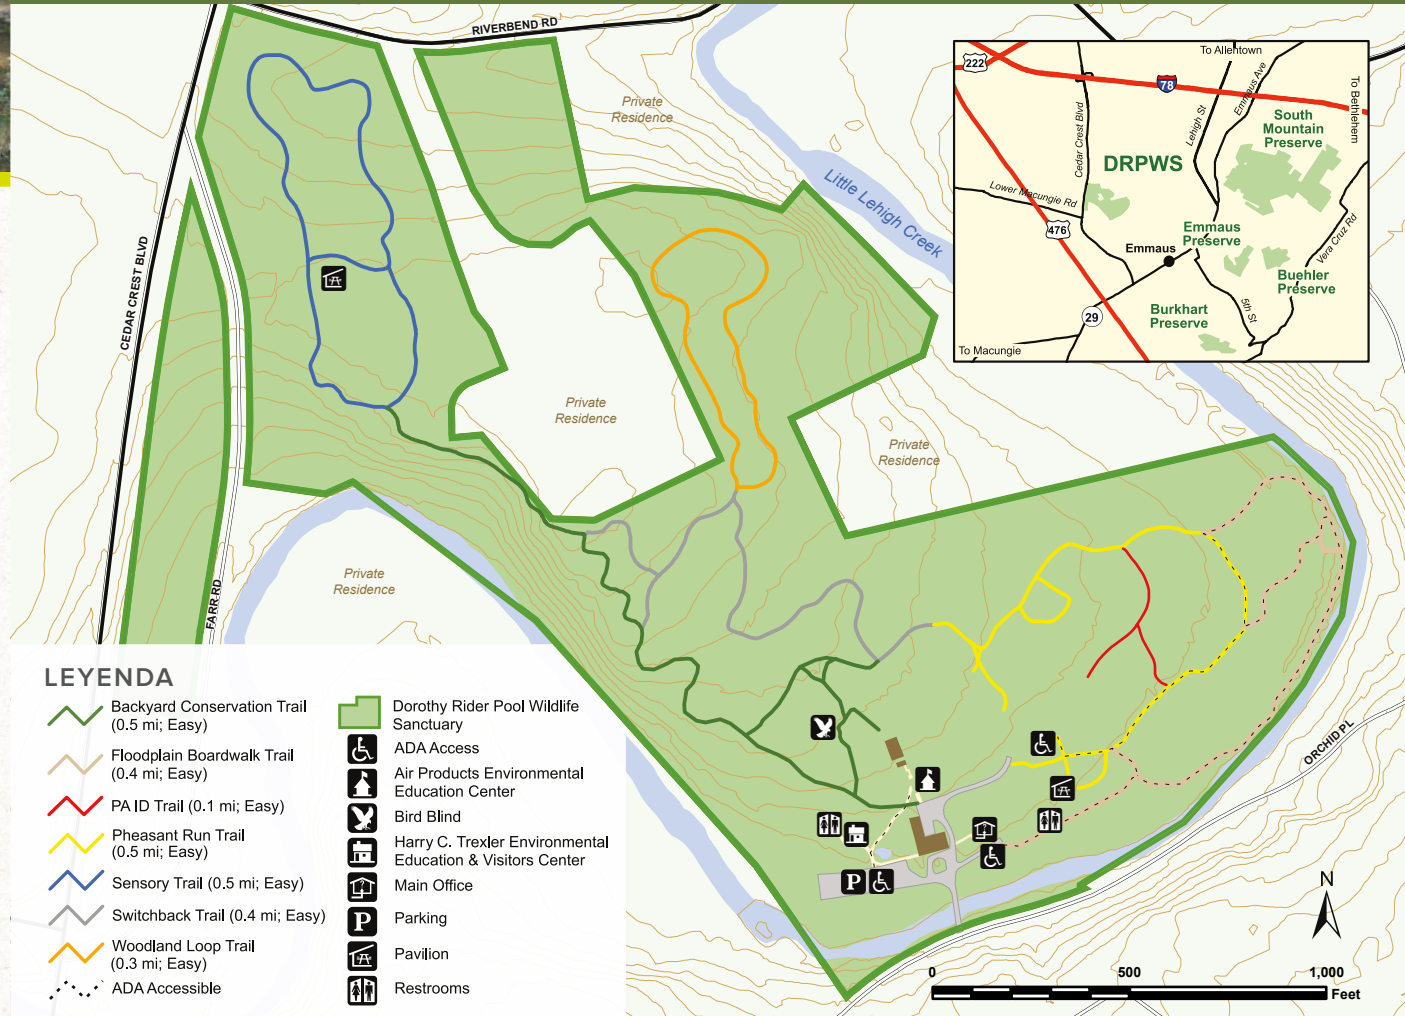 RIVERBEND RD
Private
Residence
Little Lehigh Creek
CEDAR CREST BLVD
Private
Residence
Private
Residence
Private
Residence
FARR RD
ORCHID PL
To Allentown
222
78
Emmaus Ave
To Bethlehem
Cedar Crest Blvd
Lehigh St
South
Mountain
Preserve
DRPWS
Lower Macungie Rd
476
Emmaus
Preserve
Emmaus
Vera Cruz Rd
Buehler
Preserve
29
Burkhart
Preserve
5th St
To Macungie
LEYENDA
Backyard Conservation Trail
(0.5 mi; Easy)
Floodplain Boardwalk Trail
(0.4 mi; Easy)
PA ID Trail (0.1 mi; Easy)
Pheasant Run Trail
(0.5 mi; Easy)
Sensory Trail (0.5 mi; Easy)
Switchback Trail (0.4 mi; Easy)
Woodland Loop Trail
(0.3 mi; Easy)
ADA Accessible
Dorothy Rider Pool Wildlife
Sanctuary
ADA Access
Air Products Environmental
Education Center
Bird Blind
Harry C. Trexler Environmental
Education & Visitors Center
?
Main Office
P
Parking
Pavilion
Restrooms
?
P
N
0 500 1,000
Feet